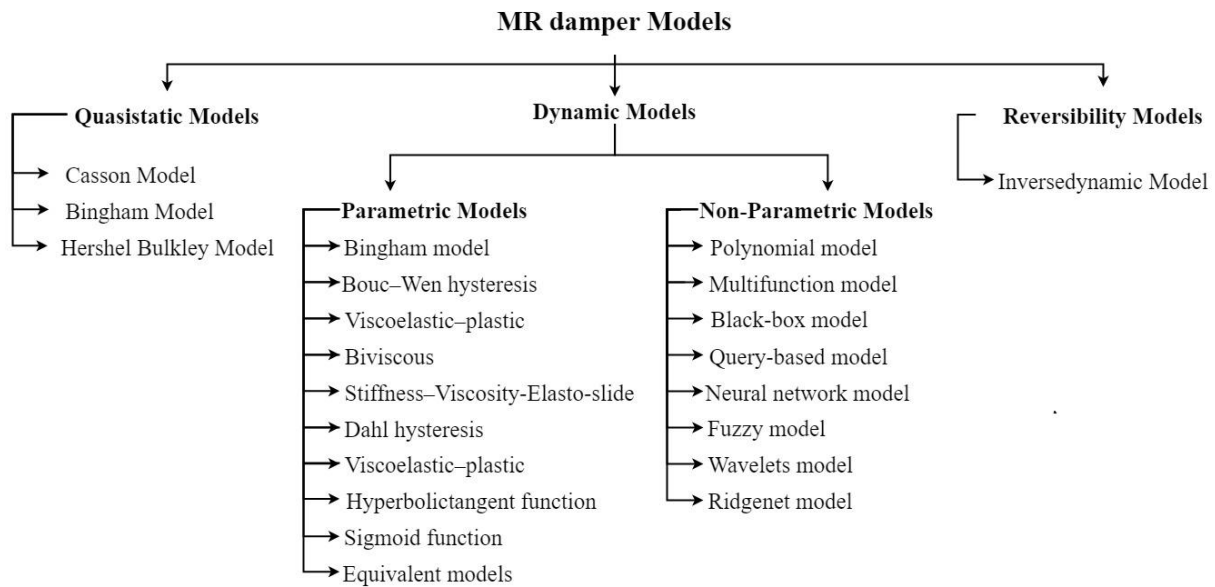 MR damper Models
Quasistatic Models
Casson Model
Bingham Model
Hershel Bulkley Model
Dynamic Models
Parametric Models
Bingham model
Bouc–Wen hysteresis
Viscoelastic–plastic
Biviscous
Stiffness–Viscosity-Elasto-slide
Dahl hysteresis
Viscoelastic–plastic
Hyperbolictangent function
Sigmoid function
Equivalent models
Non-Parametric Models
Polynomial model
Multifunction model
Black-box model
Query-based model
Neural network model
Fuzzy model
Wavelets model
Ridgenet model
Reversibility Models
Inversedynamic Model